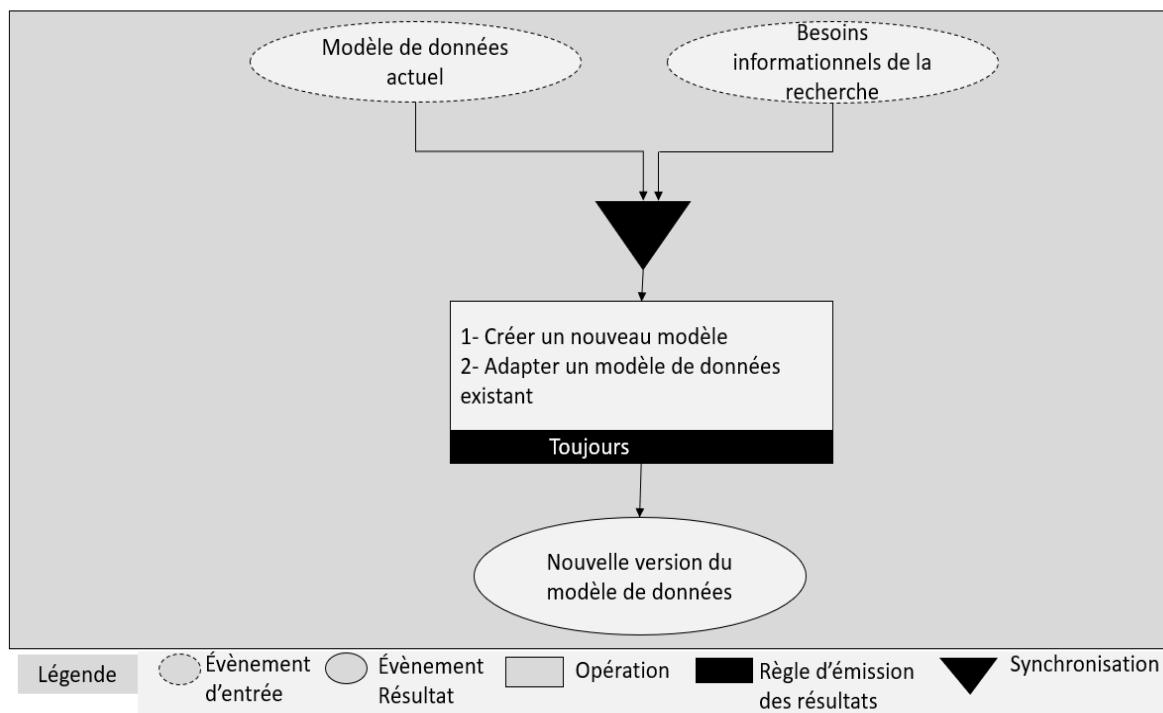 Modèle de données
actuel
Besoins
informationnels de la
recherche
1- Créer un nouveau modèle
2- Adapter un modèle de données
existant
Toujours
Nouvelle version du
modèle de données
Légende
Évènement
d'entrée
Évènement
Résultat
Opération
Règle d'émission
des résultats
Synchronisation